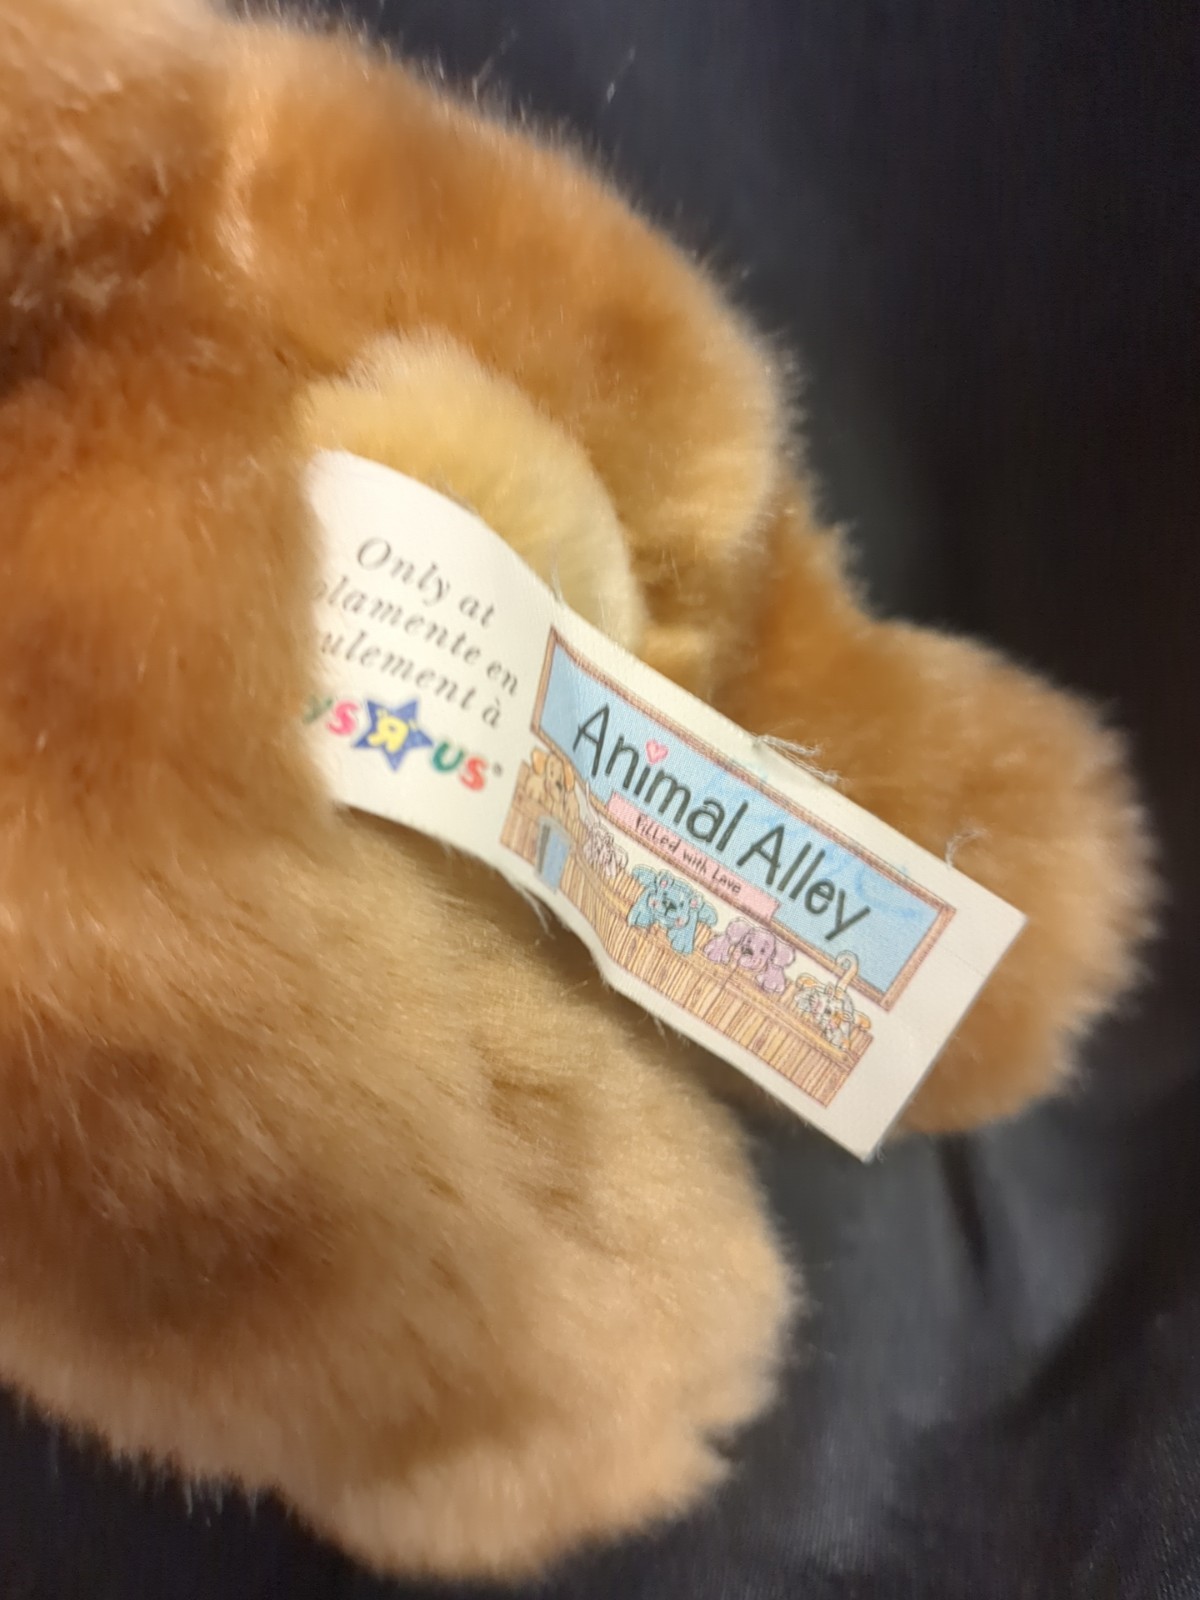 Only at
olamente en
ulement à
ys R us
Animal Alley
Filled with Love